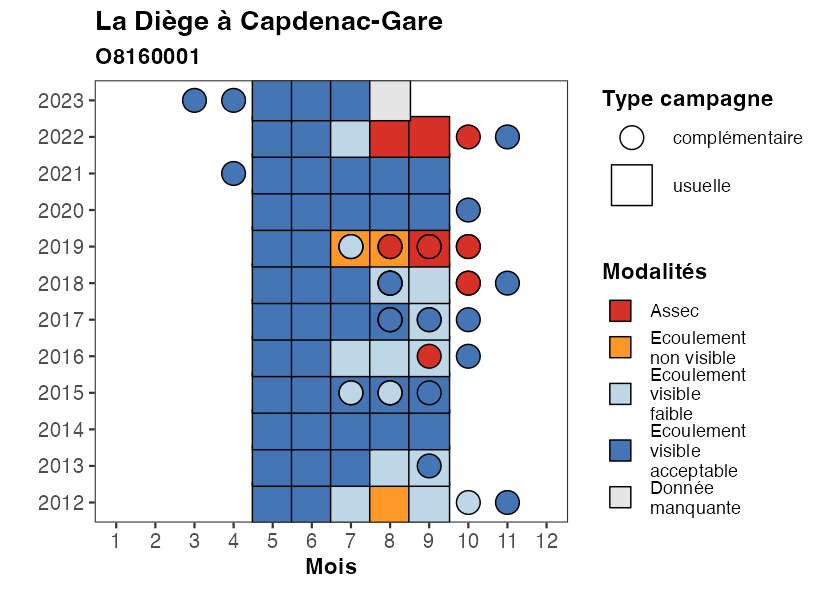 La Diège à Capdenac-Gare
O8160001
2023
2022
2021
2020
2019
2018
2017
2016
2015
2014
2013
2012
1 2 3 4 5 6 7 8 9 10 11 12
Mois
Type campagne
complémentaire
usuelle
Modalités
Assec
Ecoulement
non visible
Ecoulement
visible
faible
Ecoulement
visible
acceptable
Donnée
manquante